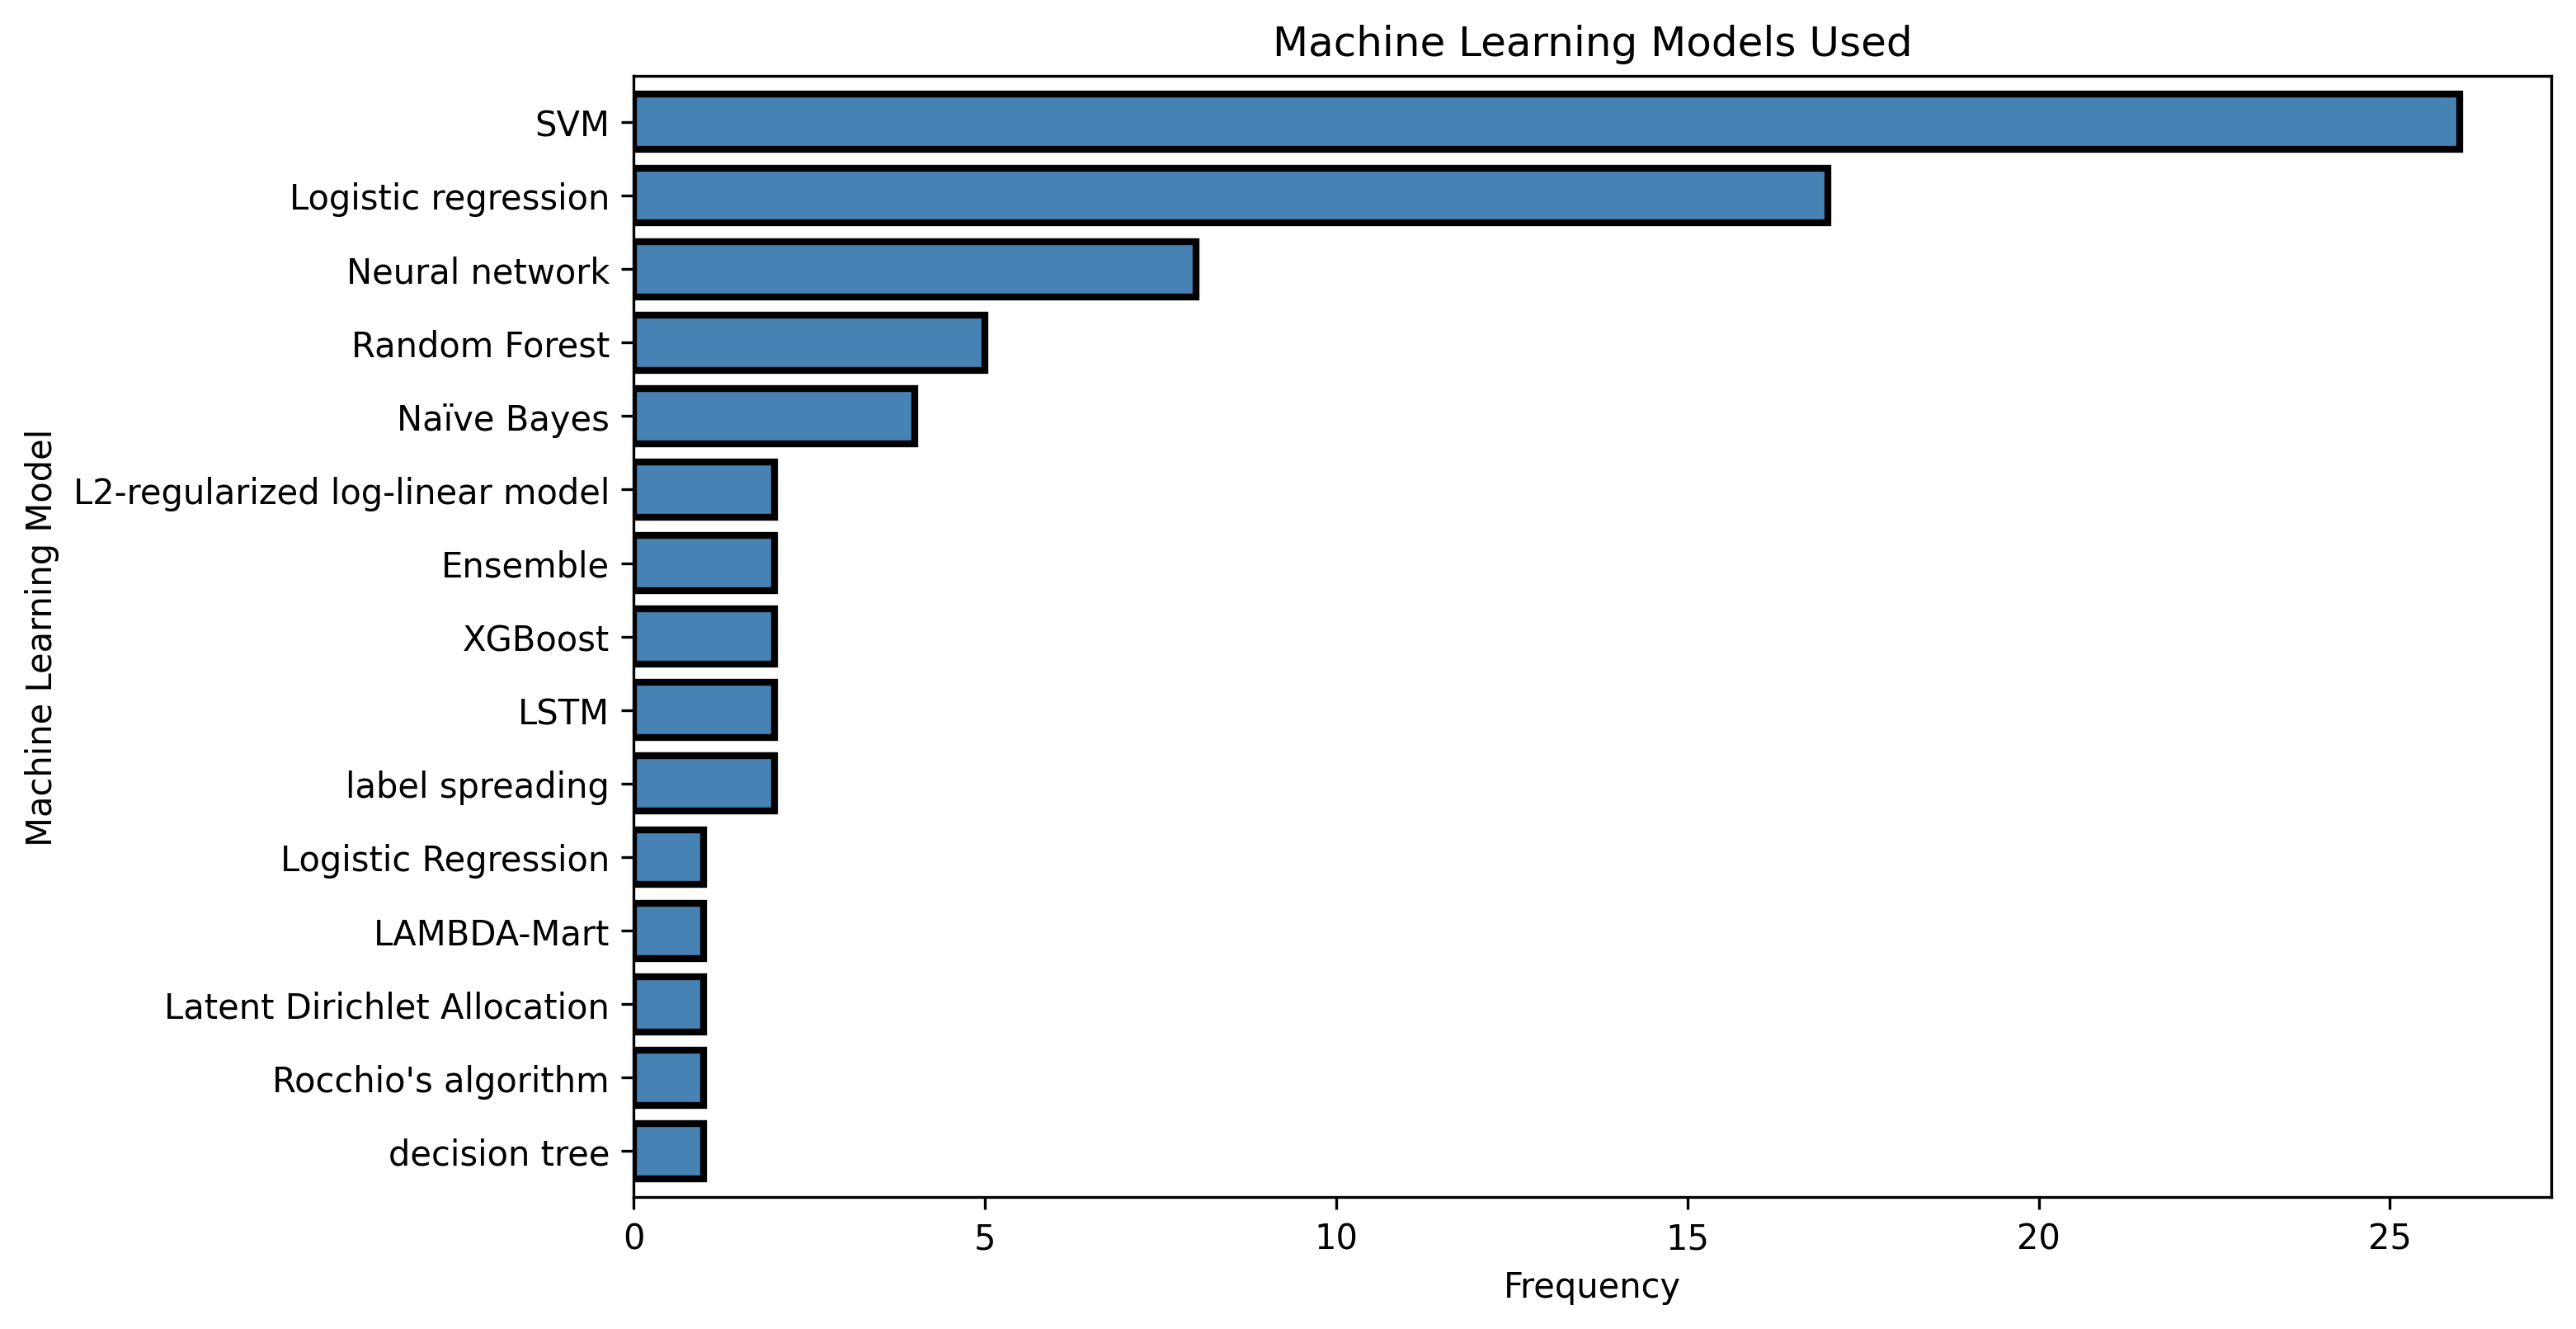 Machine Learning Models Used
SVM
Logistic regression
Neural network
Random Forest
Naïve Bayes
L2-regularized log-linear model
Ensemble
XGBoost
LSTM
label spreading
Logistic Regression
LAMBDA-Mart
Latent Dirichlet Allocation
Rocchio's algorithm
decision tree
Machine Learning Model
0 5 10 15 20 25
Frequency